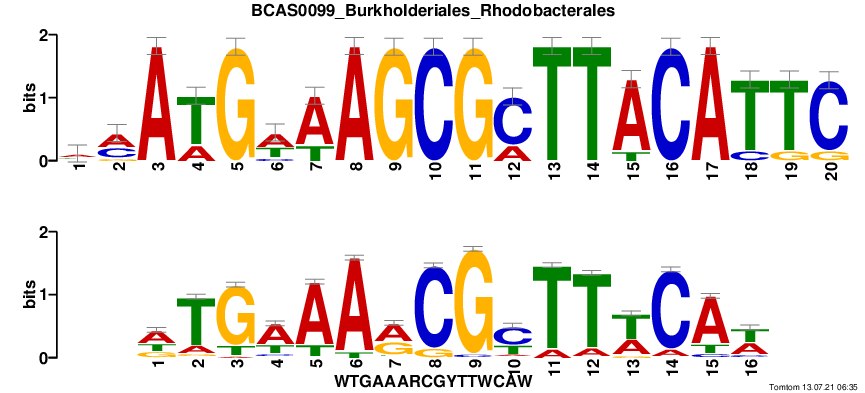 BCAS0099_Burkholderiales_Rhodobacterales
2
1
0
bits
1 2 3 4 5 6 7 8 9 10 11 12 13 14 15 16 17 18 19 20
A A C A T A G A T A A T A G C G C A T T A T C A T C T G C G
2
1
0
bits
1 2 3 4 5 6 7 8 9 10 11 12 13 14 15 16
A T G T A G T A T A T A T A G C G G C T T A T A T A C A A T T A
WTGAAARCGYTTWCAW
Tomtom 13.07.21 06:35